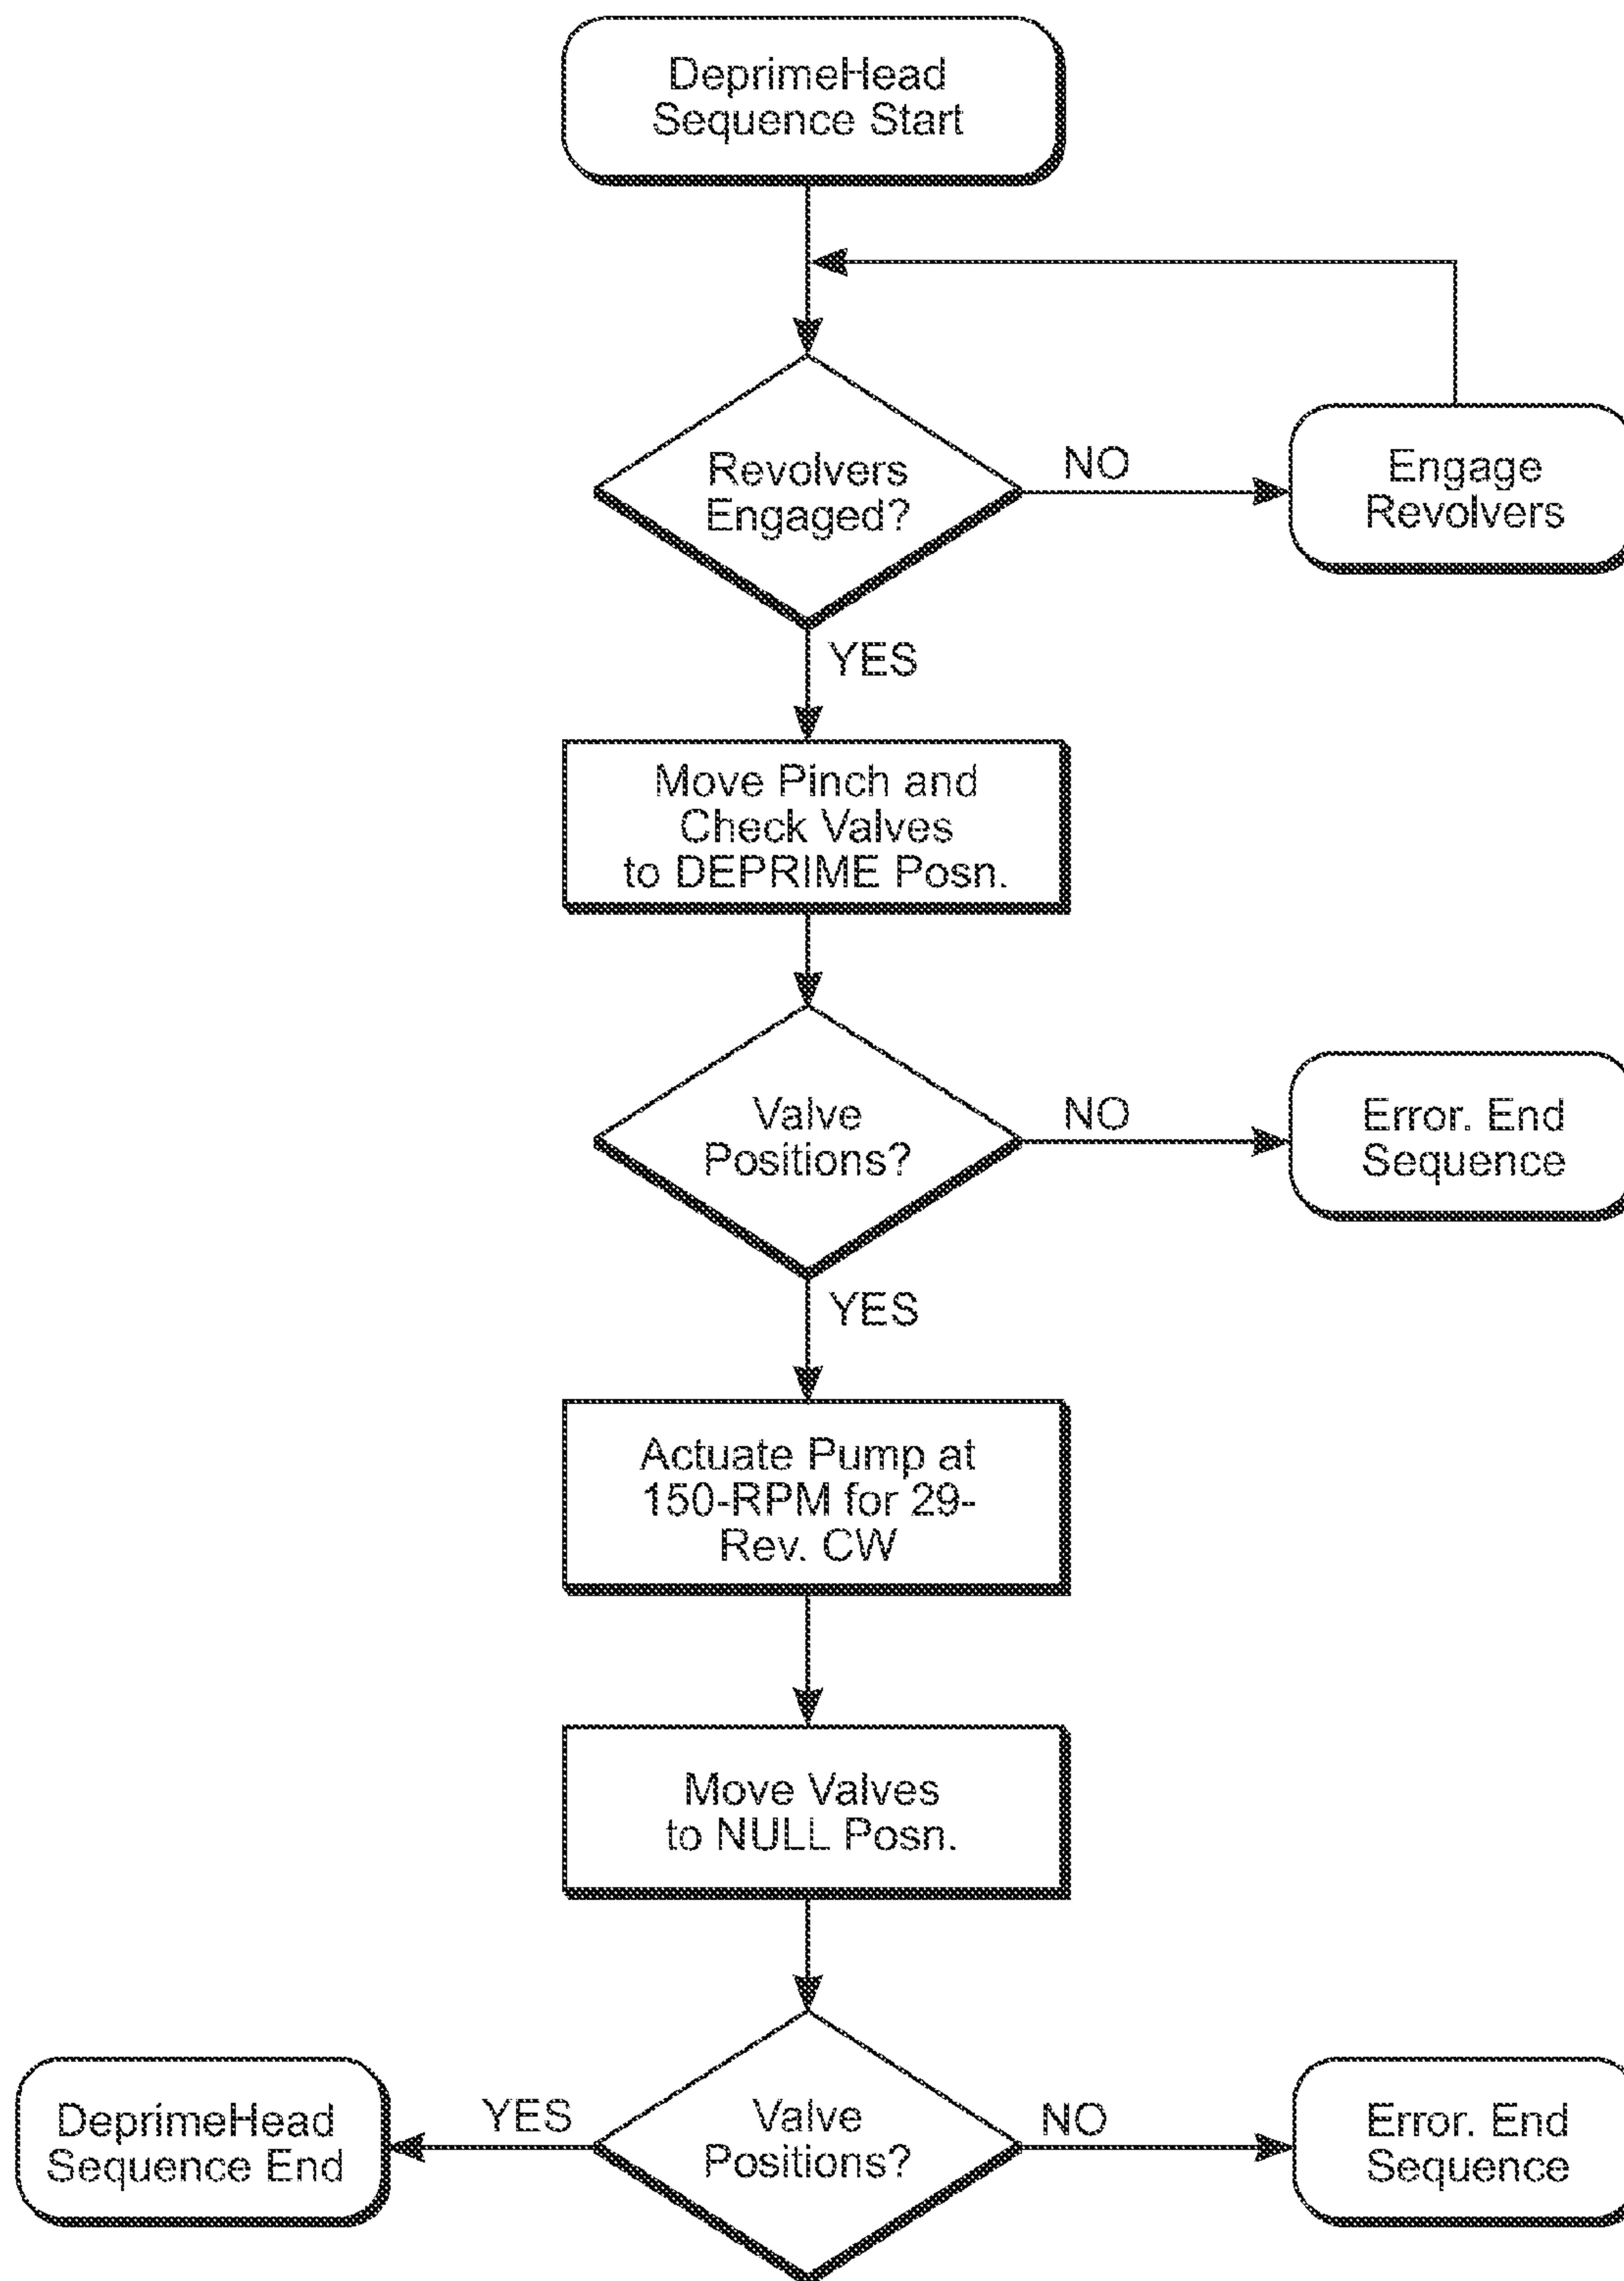 DeprimeHead
Sequence Start
Revolvers
Engaged?
NO
Engage
Revolvers
YES
Move Pinch and
Check Valves
to DEPRIME Posn.
Valve
Positions?
NO
Error. End
Sequence
YES
Actuate Pump at
150-RPM for 29-
Rev. CW
Move Valves
to NULL Posn.
DeprimeHead
Sequence End
YES
Valve
Positions?
NO
Error. End
Sequence